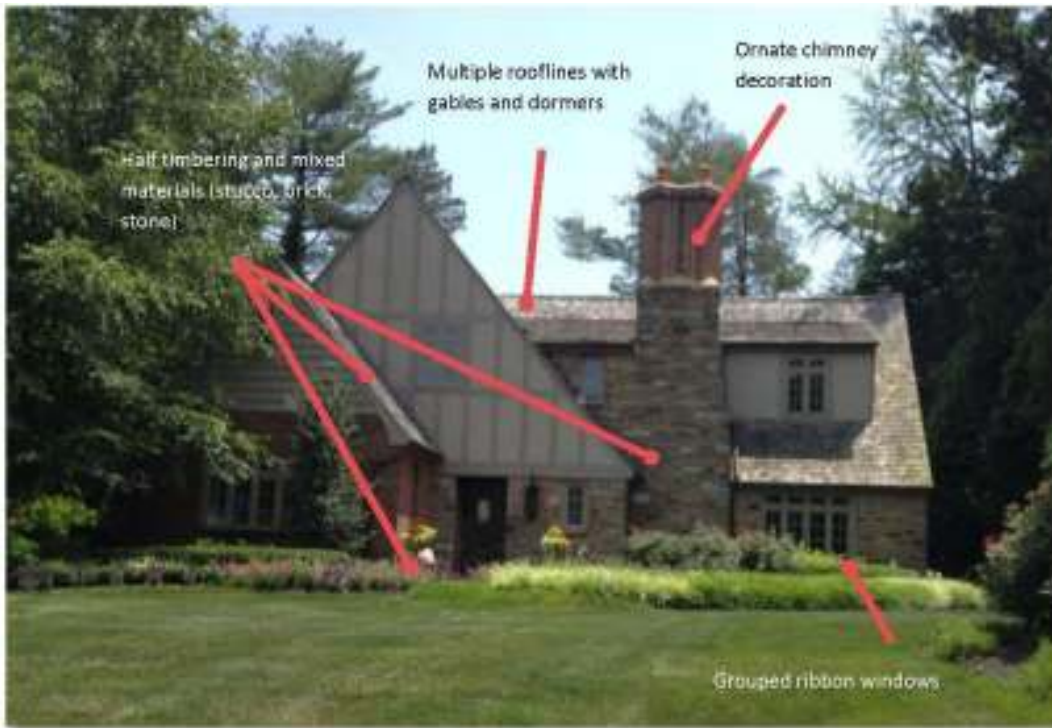 Multiple rooflines with
gables and dormers
Ornate chimney
decoration
Half timbering and mixed
materials (stucco, brick,
stone)
Grouped ribbon windows